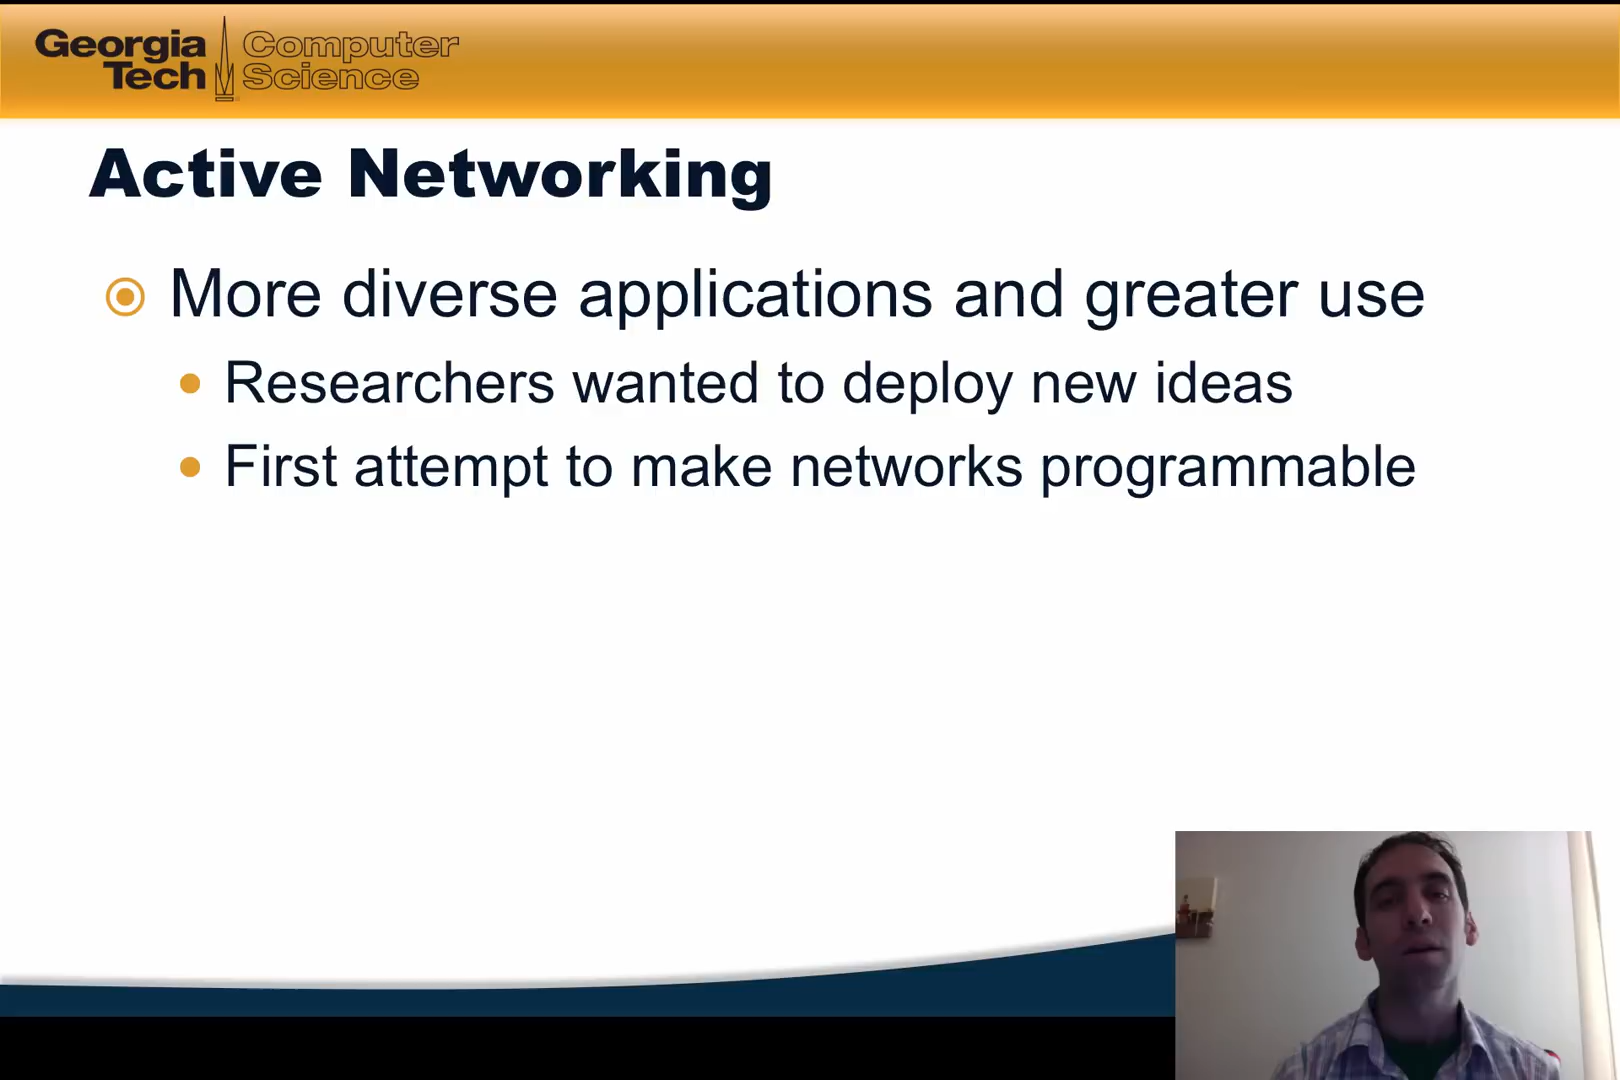 Georgia Tech
Computer Science
Active Networking
More diverse applications and greater use
Researchers wanted to deploy new ideas
First attempt to make networks programmable